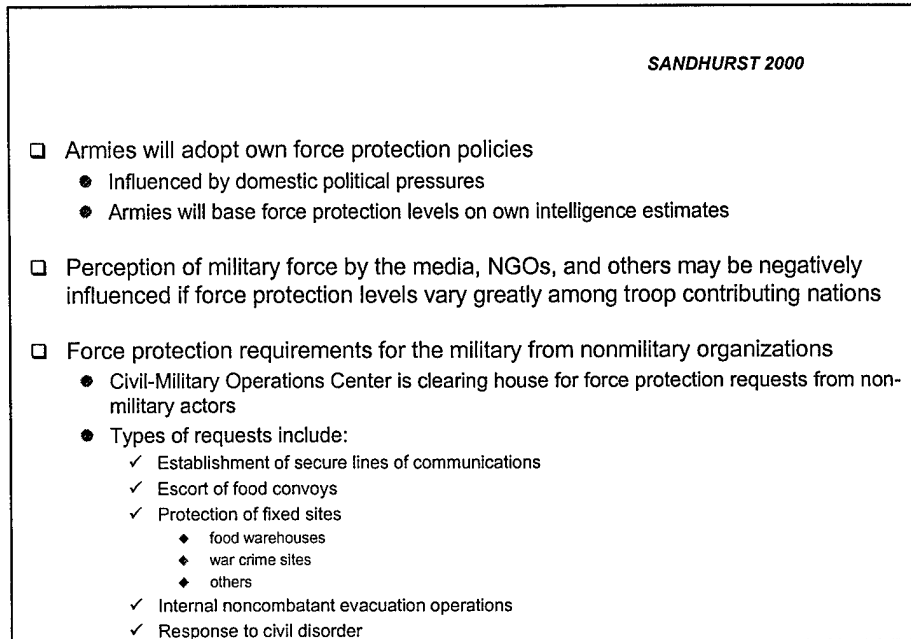 SANDHURST 2000
❑ Armies will adopt own force protection policies
● Influenced by domestic political pressures
● Armies will base force protection levels on own intelligence estimates
❑ Perception of military force by the media, NGOs, and others may be negatively
influenced if force protection levels vary greatly among troop contributing nations
❑ Force protection requirements for the military from nonmilitary organizations
● Civil-Military Operations Center is clearing house for force protection requests from non-
military actors
● Types of requests include:
✓ Establishment of secure lines of communications
✓ Escort of food convoys
✓ Protection of fixed sites
◆ food warehouses
◆ war crime sites
◆ others
✓ Internal noncombatant evacuation operations
✓ Response to civil disorder